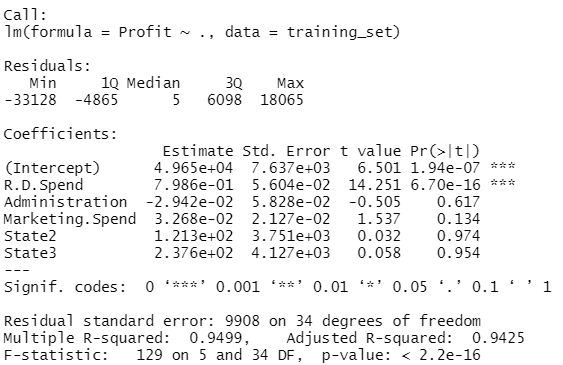 Call:
lm(formula = Profit ~ ., data = training_set)
Residuals:
Min 1Q Median 3Q Max
-33128 -4865 5 6098 18065
Coefficients:
Estimate Std. Error t value Pr(>|t|)
(Intercept) 4.965e+04 7.637e+03 6.501 1.94e-07 ***
R.D.Spend 7.986e-01 5.604e-02 14.251 6.70e-16 ***
Administration -2.942e-02 5.828e-02 -0.505 0.617
Marketing.Spend 3.268e-02 2.127e-02 1.537 0.134
State2 1.213e+02 3.751e+03 0.032 0.974
State3 2.376e+02 4.127e+03 0.058 0.954
---
Signif. codes: 0 ‘***’ 0.001 ‘**’ 0.01 ‘*’ 0.05 ‘.’ 0.1 ‘ ’ 1
Residual standard error: 9908 on 34 degrees of freedom
Multiple R-squared: 0.9499, Adjusted R-squared: 0.9425
F-statistic: 129 on 5 and 34 DF, p-value: < 2.2e-16